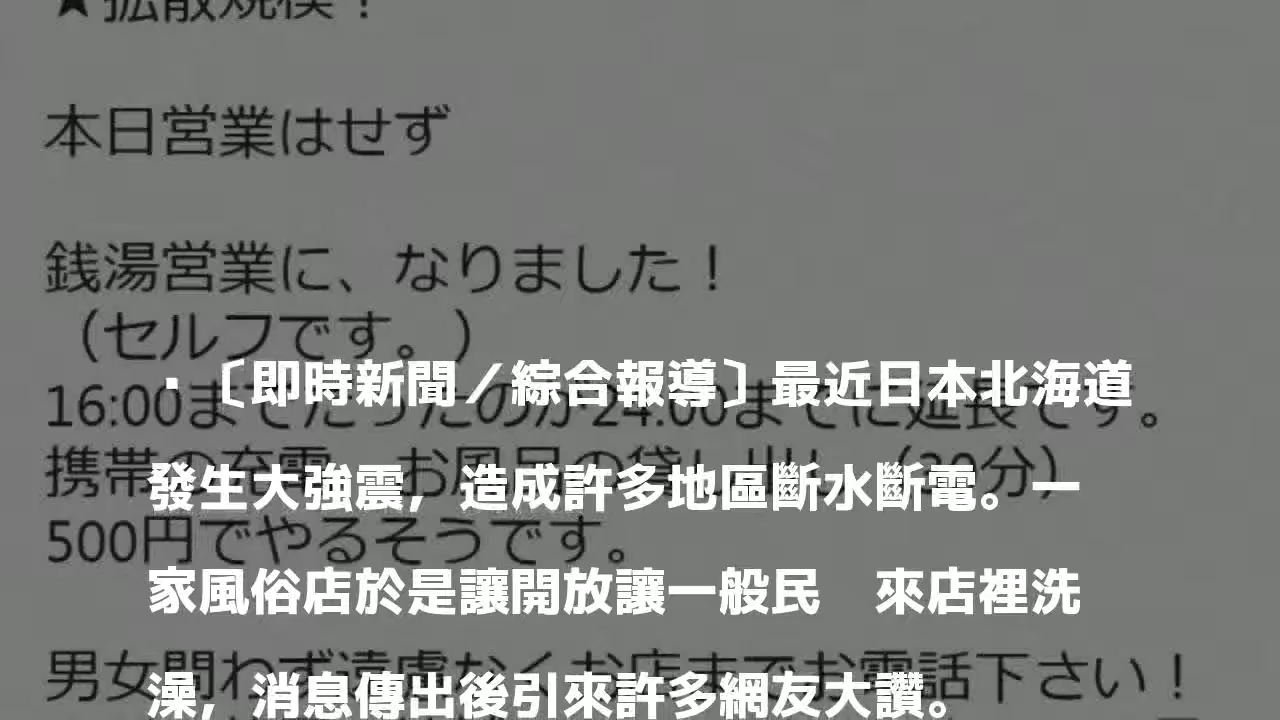 ★拡散規模！
本日営業はせず
銭湯営業に、なりました！
（セルフです。）
・〔即時新聞／綜合報導〕最近日本北海道
16:00までだったのが24:00までに延長です。
發生大強震，造成許多地區斷水斷電。一
携帯の充電、お風呂の貸し出し（30分）
500円でやるそうです。
家風俗店於是讓開放讓一般民　來店裡洗
男女問わず遠慮なくお店までお電話下さい！
澡，消息傳出後引來許多網友大讚。